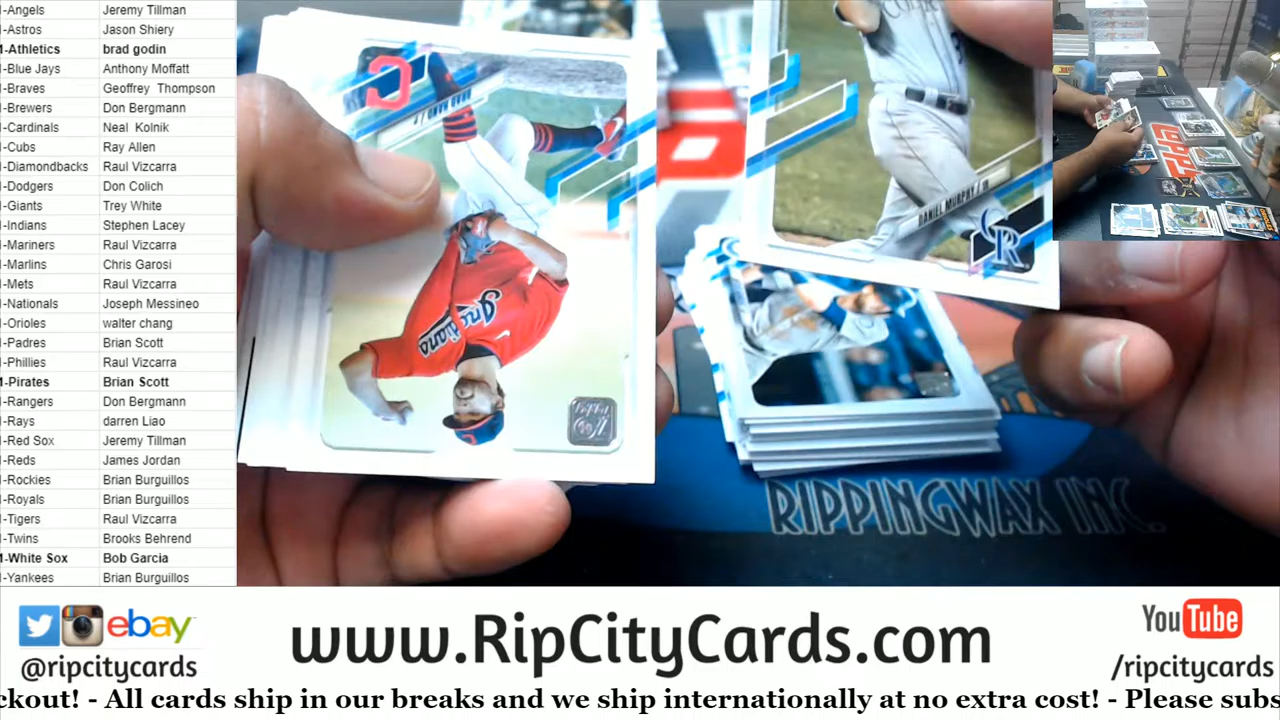 I-Angels Jeremy Tillman
I-Astros Jason Shiery
I-Athletics brad godin
I-Blue Jays Anthony Moffatt
I-Braves Geoffrey Thompson
I-Brewers Don Bergmann
I-Cardinals Neal Kolnik
I-Cubs Ray Allen
I-Diamondbacks Raul Vizcarra
I-Dodgers Don Colich
I-Giants Trey White
I-Indians Stephen Lacey
I-Mariners Raul Vizcarra
I-Marlins Chris Garosi
I-Mets Raul Vizcarra
I-Nationals Joseph Messineo
I-Orioles walter chang
I-Padres Brian Scott
I-Phillies Raul Vizcarra
I-Pirates Brian Scott
I-Rangers Don Bergmann
I-Rays darren Liao
I-Red Sox Jeremy Tillman
I-Reds James Jordan
I-Rockies Brian Burguillos
I-Royals Brian Burguillos
I-Tigers Raul Vizcarra
I-Twins Brooks Behrend
I-White Sox Bob Garcia
I-Yankees Brian Burguillos
C
Indians
DANIEL MURPHY
CR
TOPPS
RIPPINGWAX INC.
ebay
@ripcitycards
www.RipCityCards.com
YouTube
/ripcitycards
ckout! - All cards ship in our breaks and we ship internationally at no extra cost! - Please subs